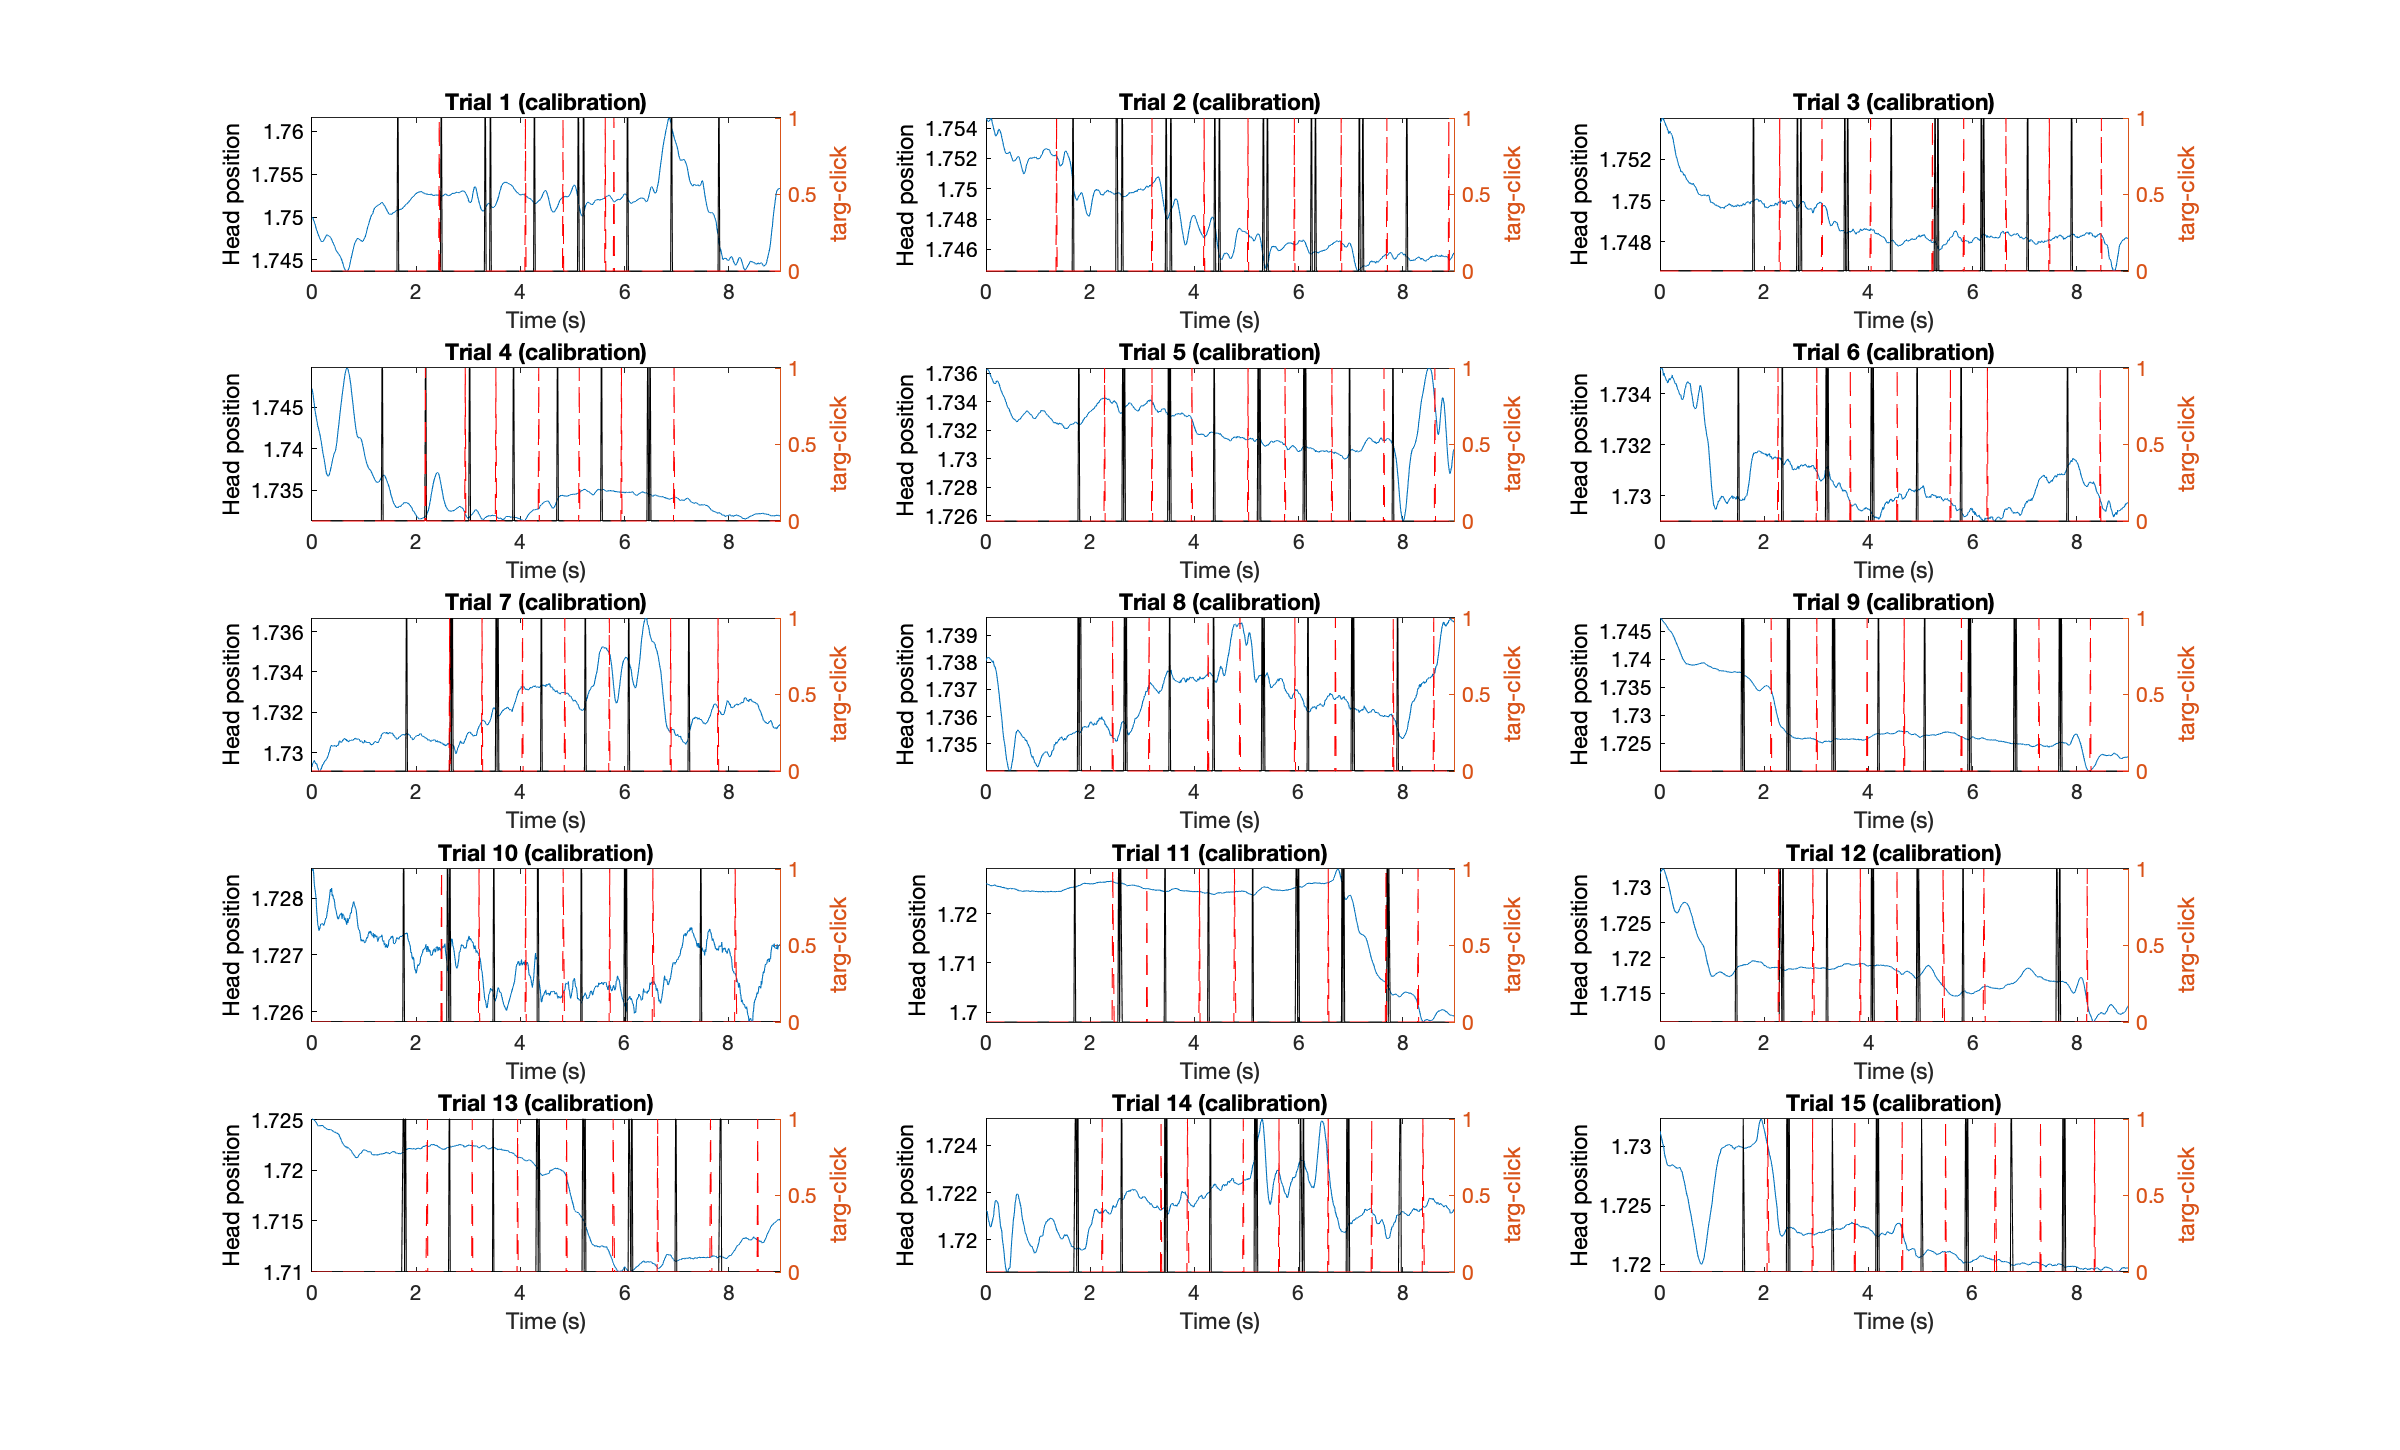 Trial 1 (calibration)
Head position
1.76
1.755
1.75
1.745
1
0.5
0
targ-click
0 2 4 6 8
Time (s)
Trial 2 (calibration)
Head position
1.754
1.752
1.75
1.748
1.746
1
0.5
0
targ-click
0 2 4 6 8
Time (s)
Trial 3 (calibration)
Head position
1.752
1.75
1.748
1
0.5
0
targ-click
0 2 4 6 8
Time (s)
Trial 4 (calibration)
Head position
1.745
1.74
1.735
1
0.5
0
targ-click
0 2 4 6 8
Time (s)
Trial 5 (calibration)
Head position
1.736
1.734
1.732
1.73
1.728
1.726
1
0.5
0
targ-click
0 2 4 6 8
Time (s)
Trial 6 (calibration)
Head position
1.734
1.732
1.73
1
0.5
0
targ-click
0 2 4 6 8
Time (s)
Trial 7 (calibration)
Head position
1.736
1.734
1.732
1.73
1
0.5
0
targ-click
0 2 4 6 8
Time (s)
Trial 8 (calibration)
Head position
1.739
1.738
1.737
1.736
1.735
1
0.5
0
targ-click
0 2 4 6 8
Time (s)
Trial 9 (calibration)
Head position
1.745
1.74
1.735
1.73
1.725
1
0.5
0
targ-click
0 2 4 6 8
Time (s)
Trial 10 (calibration)
Head position
1.728
1.727
1.726
1
0.5
0
targ-click
0 2 4 6 8
Time (s)
Trial 11 (calibration)
Head position
1.72
1.71
1.7
1
0.5
0
targ-click
0 2 4 6 8
Time (s)
Trial 12 (calibration)
Head position
1.73
1.725
1.72
1.715
1
0.5
0
targ-click
0 2 4 6 8
Time (s)
Trial 13 (calibration)
Head position
1.725
1.72
1.715
1.71
1
0.5
0
targ-click
0 2 4 6 8
Time (s)
Trial 14 (calibration)
Head position
1.724
1.722
1.72
1
0.5
0
targ-click
0 2 4 6 8
Time (s)
Trial 15 (calibration)
Head position
1.73
1.725
1.72
1
0.5
0
targ-click
0 2 4 6 8
Time (s)